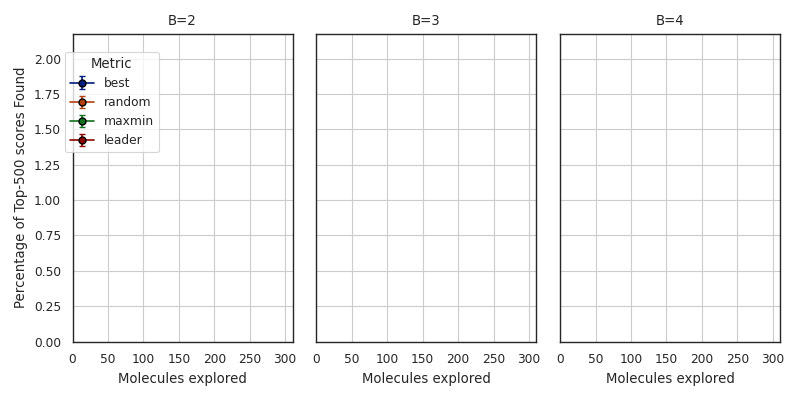 B=2
B=3
B=4
Percentage of Top-500 scores Found
2.00
1.75
1.50
1.25
1.00
0.75
0.50
0.25
0.00
Metric
best
random
maxmin
leader
0 50 100 150 200 250 300
0 50 100 150 200 250 300
0 50 100 150 200 250 300
Molecules explored
Molecules explored
Molecules explored